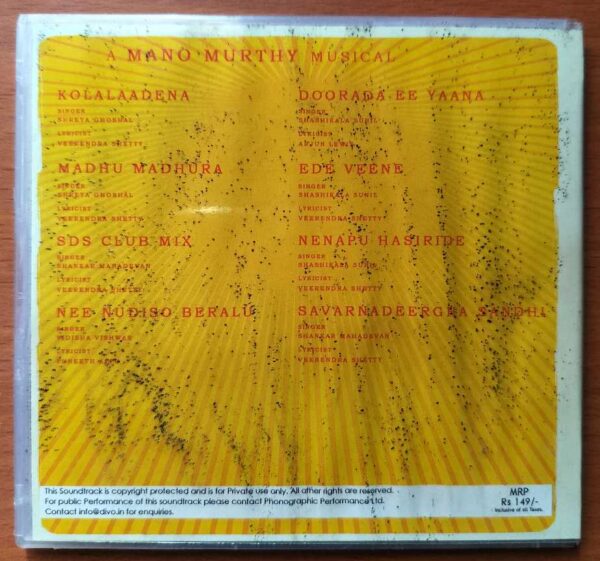 A MANO MURTHY MUSICAL
KOLALAADENA
SINGER
SHREYA GHOSHAL
LYRICIST
VEERENDRA SHETTY
MADHU MADHURA
SINGER
SHREYA GHOSHAL
LYRICIST
VEERENDRA SHETTY
SDS CLUB MIX
SINGER
SHANKAR MAHADEVAN
LYRICIST
VEERENDRA SHETTY
NEE NUDISO BERALU
SINGER
VISHWAS
LYRICIST
DOORADA EE YAANA
SINGER
SHASHIKALA SUNIL
LYRICIST
ARJUN LEWIS
EDE VEENE
SINGER
SHASHIKALA SUNIL
LYRICIST
VEERENDRA SHETTY
NENAPU HASIRIDE
SINGER
SHASHIKALA SUNIL
LYRICIST
VEERENDRA SHETTY
SAVARNADEERGHA SANDHI
SINGER
SHANKAR MAHADEVAN
LYRICIST
VEERENDRA SHETTY
This Soundtrack is copyright protected and is for Private use only. All other rights are reserved.
For public Performance of this soundtrack please contact Phonographic Performance Ltd.
Contact info@divo.in for enquiries.
MRP
Rs 149/-
Inclusive of all Taxes.